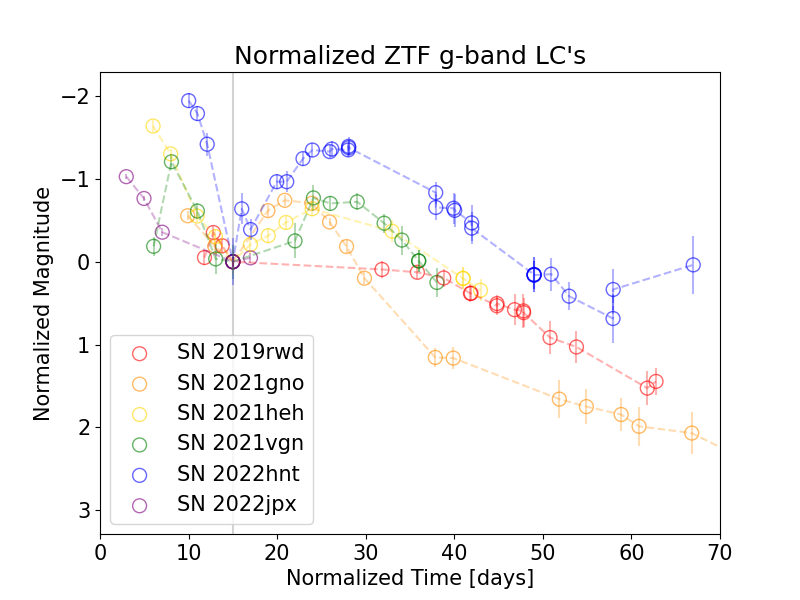 Normalized ZTF g-band LC's
Normalized Magnitude
−2
−1
0
1
2
3
SN 2019rwd
SN 2021gno
SN 2021heh
SN 2021vgn
SN 2022hnt
SN 2022jpx
0 10 20 30 40 50 60 70
Normalized Time [days]